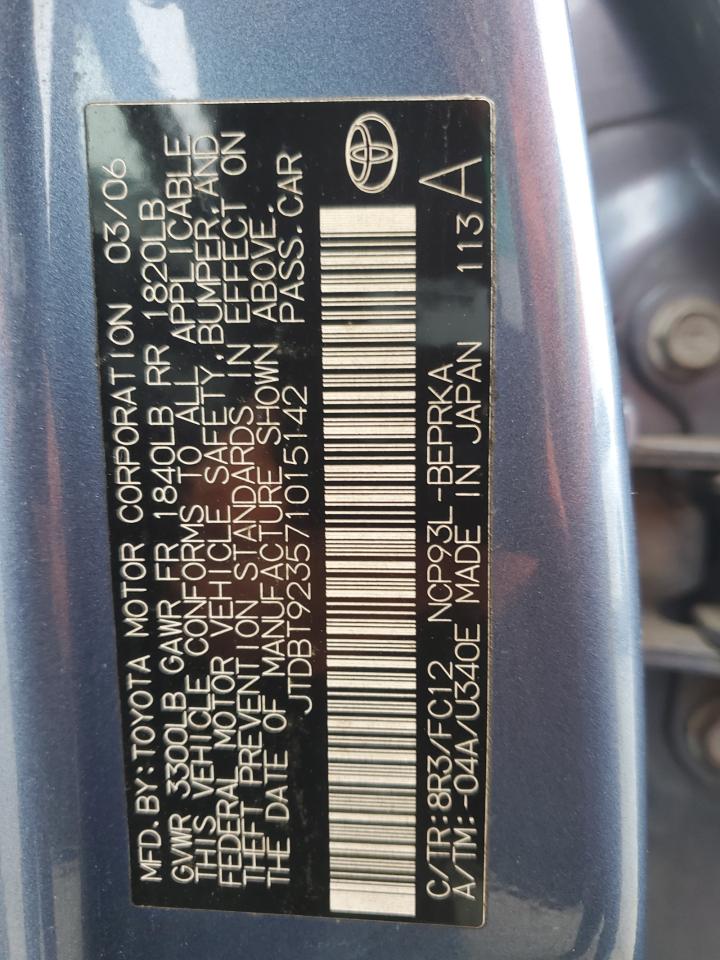 MFD. BY: TOYOTA MOTOR CORPORATION 03/06
GVWR 3300LB GAWR FR 1840LB RR 1820LB
THIS VEHICLE CONFORMS TO ALL APPLICABLE
FEDERAL MOTOR VEHICLE SAFETY, BUMPER, AND
THEFT PREVENTION STANDARDS IN EFFECT ON
THE DATE OF MANUFACTURE SHOWN ABOVE.
JTDBT923571015142 PASS. CAR
C/TR:8R3/FC12 NCP93L-BEPRKA
A/TM:-04A/U340E MADE IN JAPAN 113 A